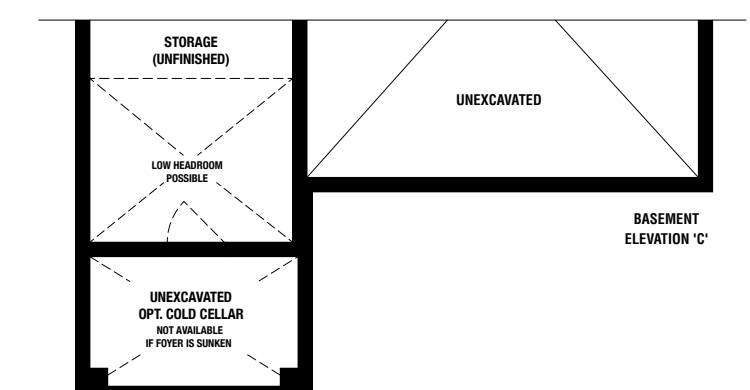 STORAGE
(UNFINISHED)
UNEXCAVATED
LOW HEADROOM
POSSIBLE
BASEMENT
ELEVATION 'C'
UNEXCAVATED
OPT. COLD CELLAR
NOT AVAILABLE
IF FOYER IS SUNKEN